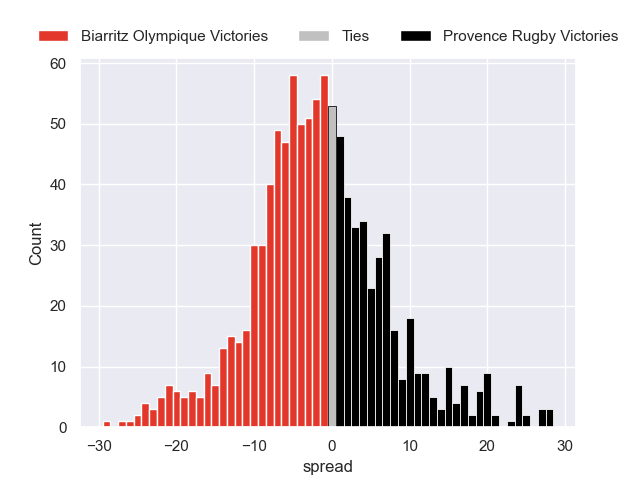 Biarritz Olympique Victories Ties Provence Rugby Victories
60
50
40
30
20
10
0
Count
−30 −20 −10 0 10 20 30
spread